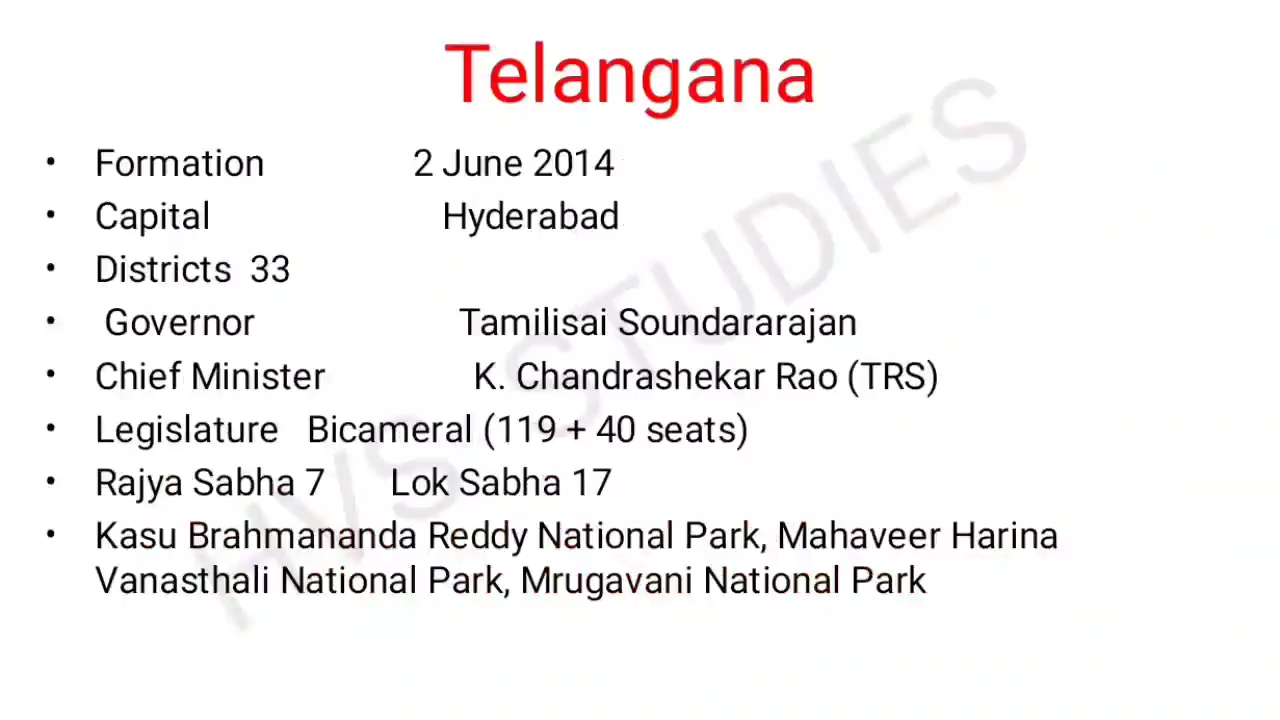 Telangana
• Formation 2 June 2014
• Capital Hyderabad
• Districts 33
• Governor Tamilisai Soundararajan
• Chief Minister K. Chandrashekar Rao (TRS)
• Legislature Bicameral (119 + 40 seats)
• Rajya Sabha 7 Lok Sabha 17
• Kasu Brahmananda Reddy National Park, Mahaveer Harina
Vanasthali National Park, Mrugavani National Park
HVS STUDIES